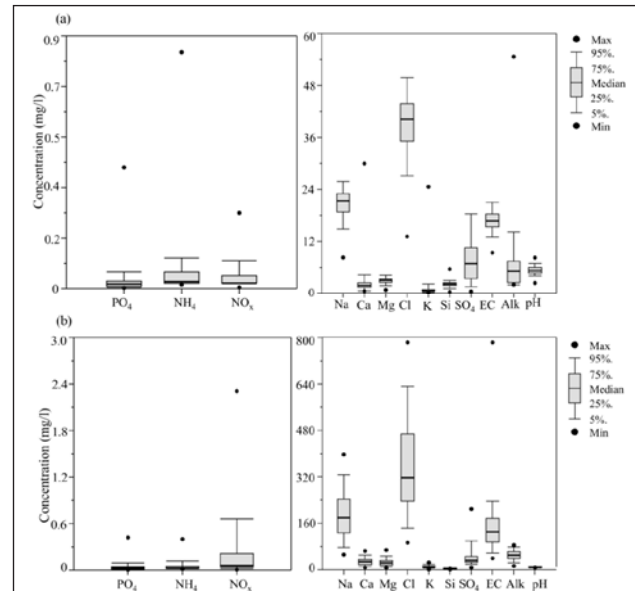 (a)
Concentration (mg/l)
0.9
0.7
0.5
0.4
0.2
0
PO₄ NH₄ NOₓ
60
48
36
24
12
0
Na Ca Mg Cl K Si SO₄ EC Alk pH
Max
95%.
75%.
Median
25%.
5%.
Min
(b)
Concentration (mg/l)
3.0
2.4
1.8
1.2
0.6
0
PO₄ NH₄ NOₓ
800
640
480
320
160
0
Na Ca Mg Cl K Si SO₄ EC Alk pH
Max
95%.
75%.
Median
25%.
5%.
Min